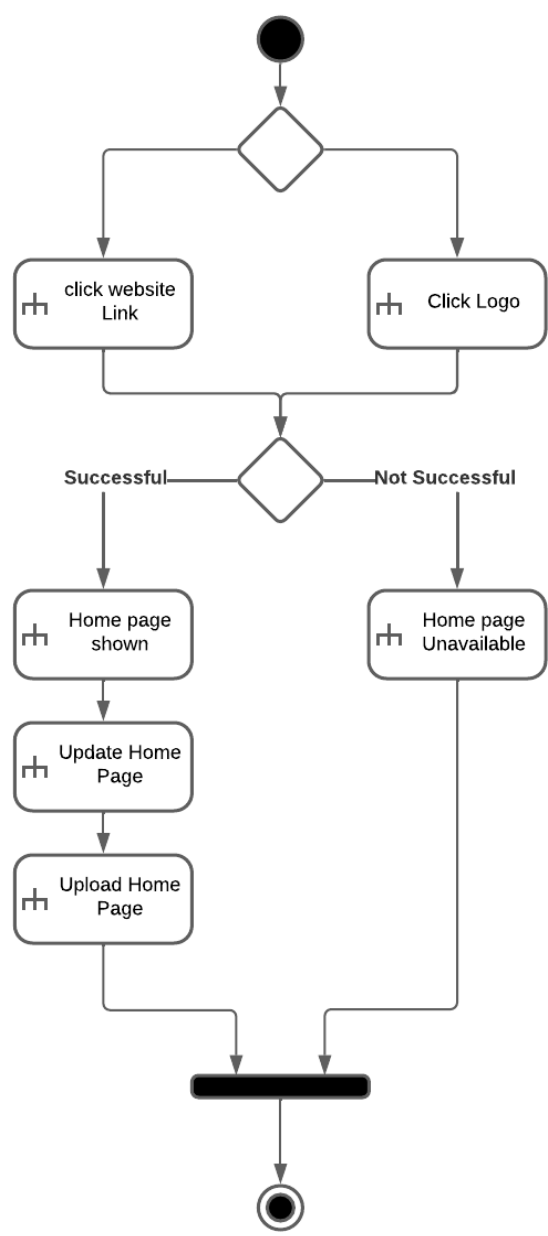 click website
Link
Click Logo
Successful
Not Successful
Home page
shown
Home page
Unavailable
Update Home
Page
Upload Home
Page